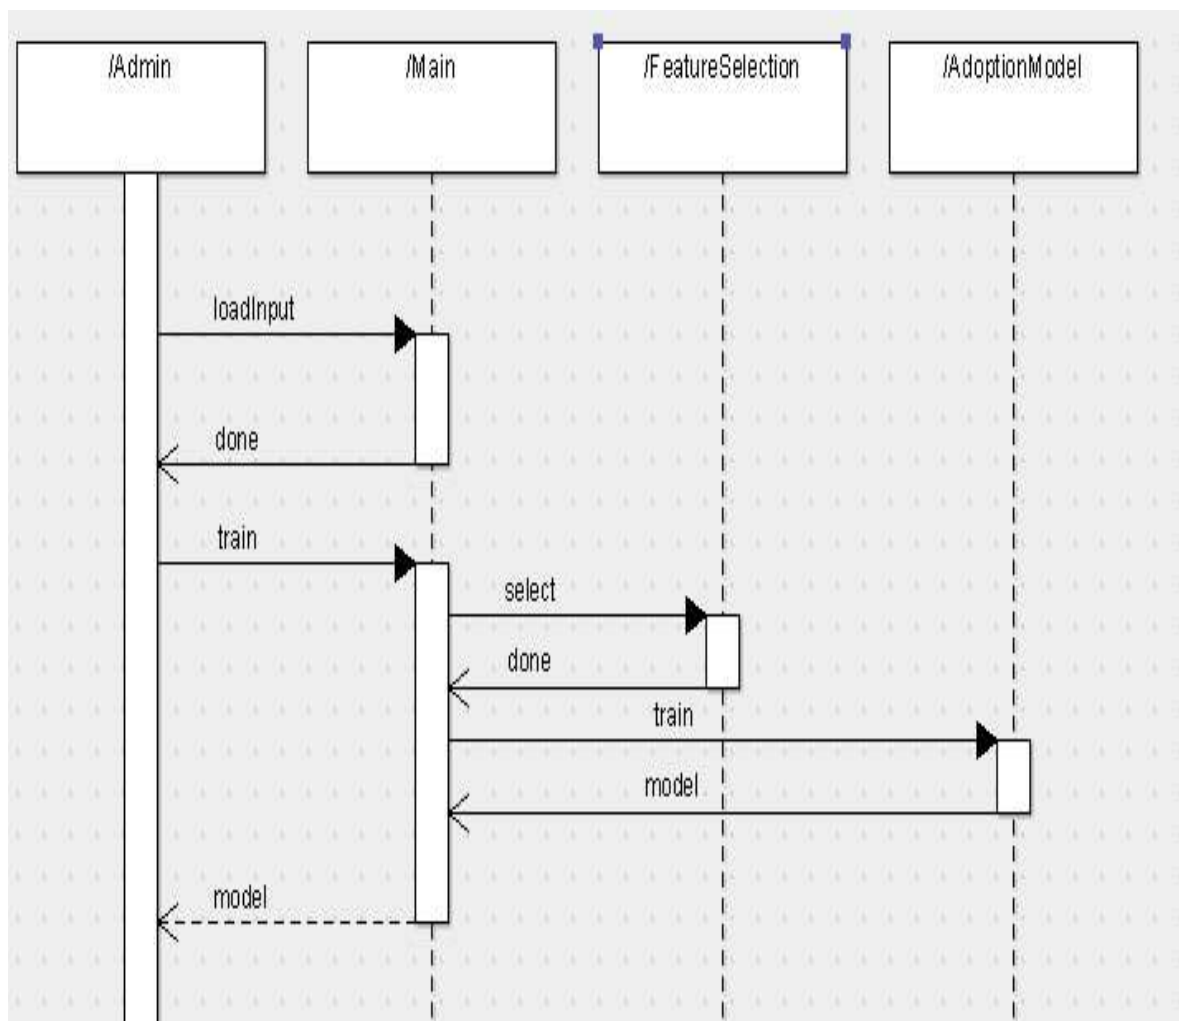 /Admin
/Main
/FeatureSelection
/AdoptionModel
loadInput
done
train
select
done
train
model
model